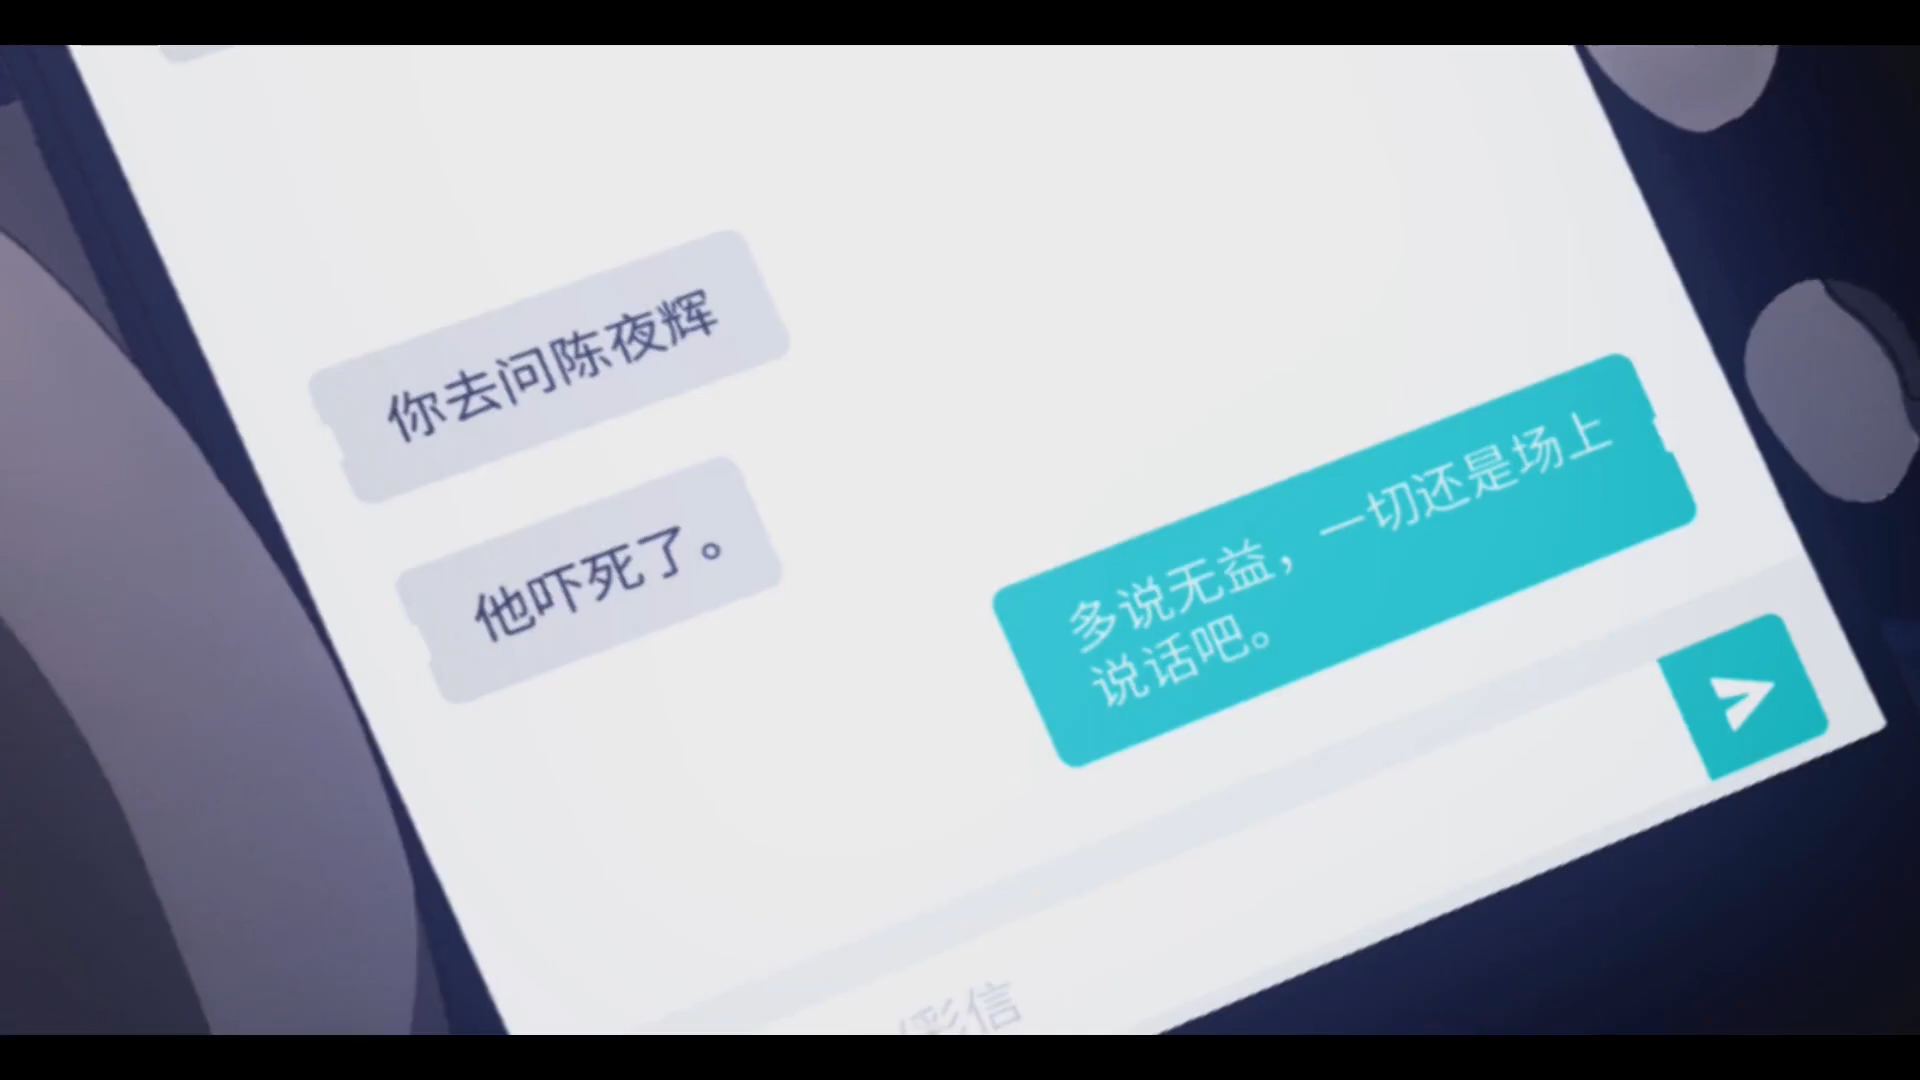 你去问陈夜辉
他吓死了。
多说无益，一切还是场上
说话吧。
/彩信